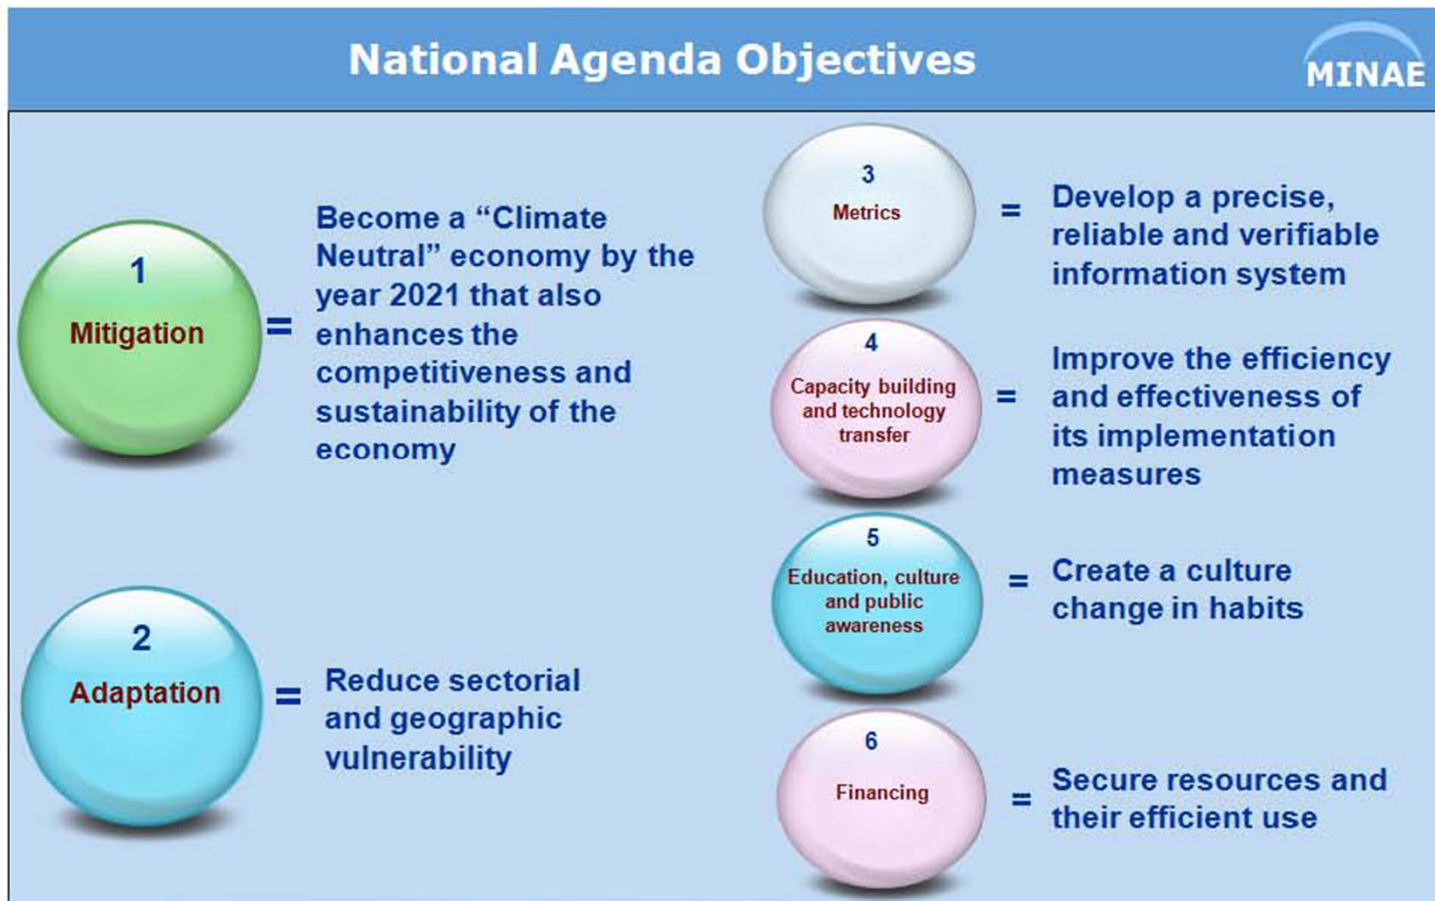 National Agenda Objectives
MINAE
1
Mitigation
=
Become a “Climate
Neutral” economy by the
year 2021 that also
enhances the
competitiveness and
sustainability of the
economy
2
Adaptation
=
Reduce sectorial
and geographic
vulnerability
3
Metrics
=
Develop a precise,
reliable and verifiable
information system
4
Capacity building
and technology
transfer
=
Improve the efficiency
and effectiveness of
its implementation
measures
5
Education, culture
and public
awareness
=
Create a culture
change in habits
6
Financing
=
Secure resources and
their efficient use